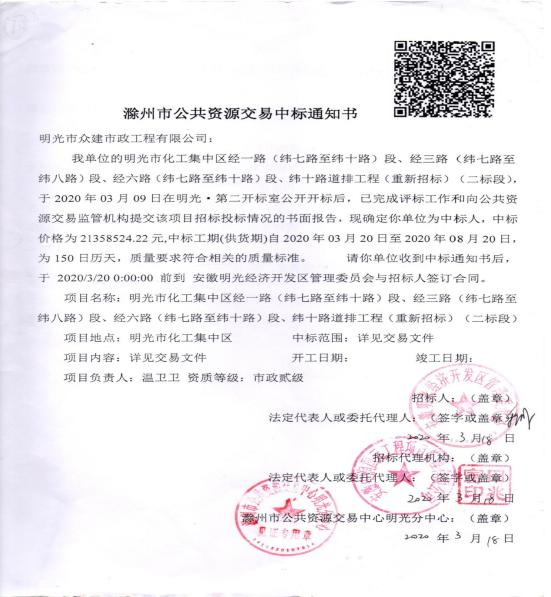 滁州市公共资源交易中标通知书
明光市众建市政工程有限公司：
我单位的明光市化工集中区经一路（纬七路至纬十路）段、经三路（纬七路至
纬八路）段、经六路（纬七路至纬十路）段、纬十路道排工程（重新招标）（二标段），
于 2020 年 03 月 09 日在明光·第二开标室公开开标后，已完成评标工作和向公共资
源交易监管机构提交该项目招标投标情况的书面报告，现确定你单位为中标人，中标
价格为 21358524.22 元,中标工期(供货期)自 2020 年 03 月 20 日至 2020 年 08 月 20 日，
为 150 日历天，质量要求符合相关的质量标准。 请你单位收到中标通知书后，
于 2020/3/20 0:00:00 前到 安徽明光经济开发区管理委员会与招标人签订合同。
项目名称：明光市化工集中区经一路（纬七路至纬十路）段、经三路（纬七路至
纬八路）段、经六路（纬七路至纬十路）段、纬十路道排工程（重新招标）（二标段）
项目地点：明光市化工集中区 中标范围：详见交易文件
项目内容：详见交易文件 开工日期： 竣工日期：
项目负责人：温卫卫 资质等级：市政贰级
招标人：（盖章）
法定代表人或委托代理人：（签字或盖章）
2020 年 3 月 18 日
招标代理机构：（盖章）
法定代表人或委托代理人：（签字或盖章）
2020 年 3 月 18 日
滁州市公共资源交易中心明光分中心：（盖章）
见证专用章
2020 年 3 月 18 日